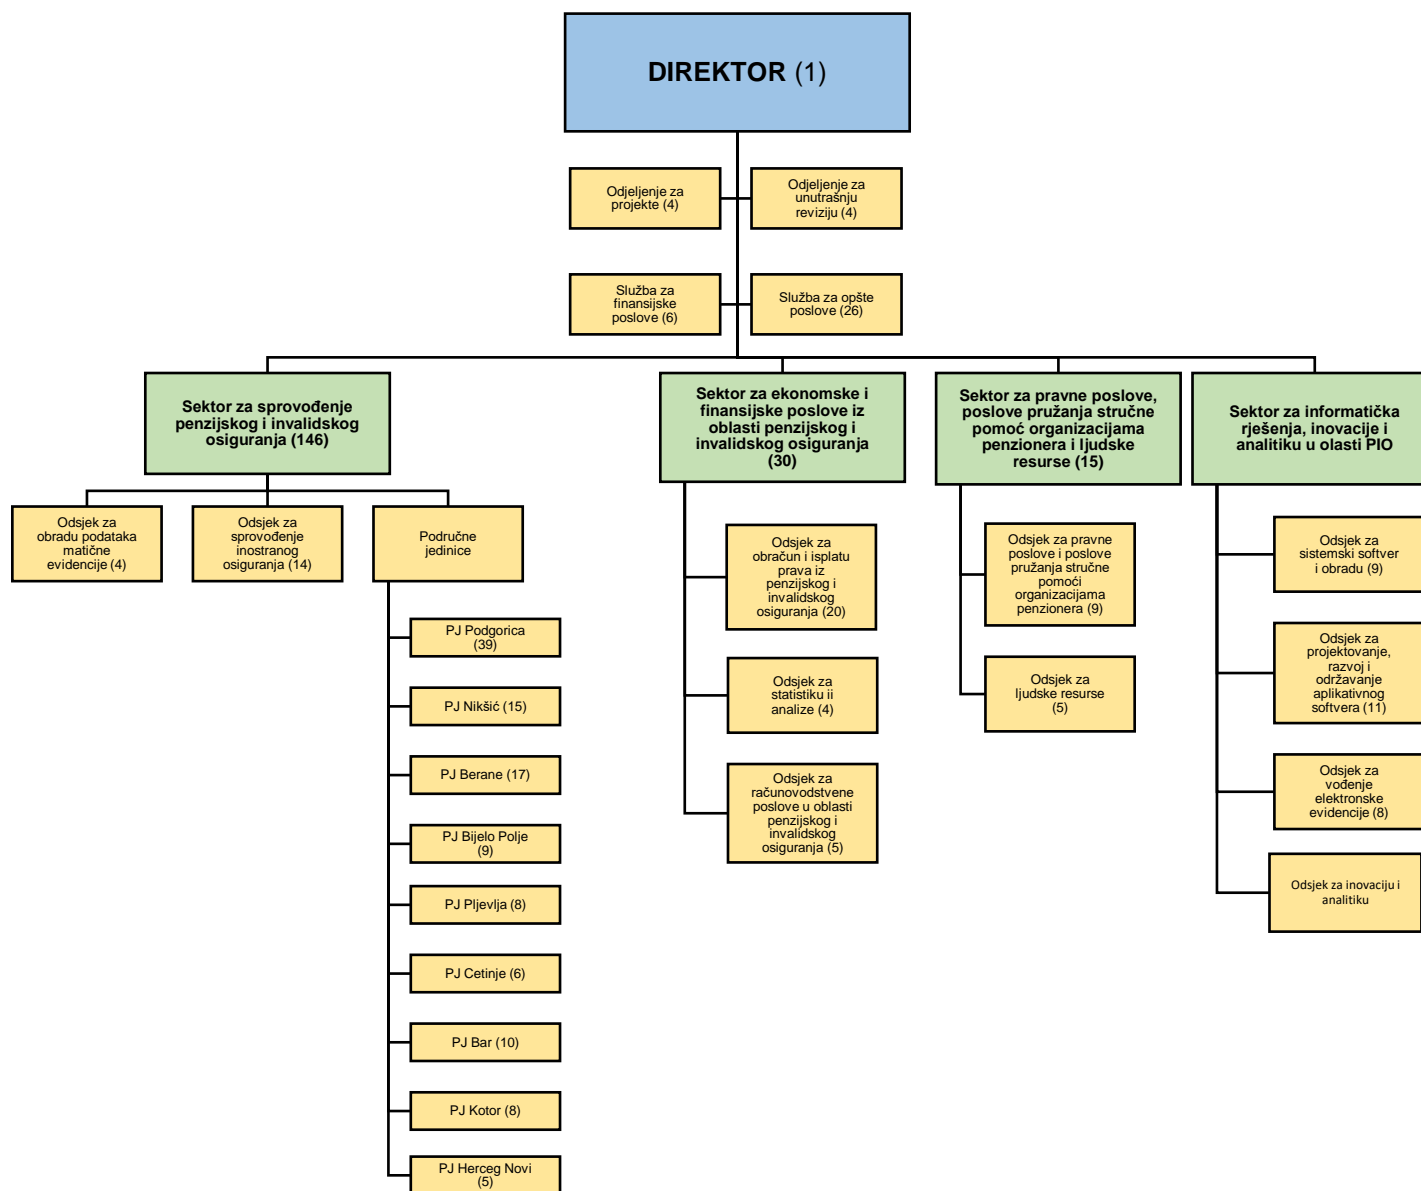 DIREKTOR (1)
Odjeljenje za
projekte (4)
Odjeljenje za
unutrašnju
reviziju (4)
Služba za
finansijske
poslove (6)
Služba za opšte
poslove (26)
Sektor za sprovođenje
penzijskog i invalidskog
osiguranja (146)
Sektor za ekonomske i
finansijske poslove iz
oblasti penzijskog i
invalidskog osiguranja
(30)
Sektor za pravne poslove,
poslove pružanja stručne
pomoć organizacijama
penzionera i ljudske
resurse (15)
Sektor za informatička
rješenja, inovacije i
analitiku u olasti PIO
Odsjek za
obradu podataka
matične
evidencije (4)
Odsjek za
sprovođenje
inostranog
osiguranja (14)
Područne
jedinice
PJ Podgorica
(39)
PJ Nikšić (15)
PJ Berane (17)
PJ Bijelo Polje
(9)
PJ Pljevlja (8)
PJ Cetinje (6)
PJ Bar (10)
PJ Kotor (8)
PJ Herceg Novi
(5)
Odsjek za
obračun i isplatu
prava iz
penzijskog i
invalidskog
osiguranja (20)
Odsjek za
statistiku ii
analize (4)
Odsjek za
računovodstvene
poslove u oblasti
penzijskog i
invalidskog
osiguranja (5)
Odsjek za pravne
poslove i poslove
pružanja stručne
pomoći
organizacijama
penzionera (9)
Odsjek za
ljudske resurse
(5)
Odsjek za
sistemski softver
i obradu (9)
Odsjek za
projektovanje,
razvoj i
održavanje
aplikativnog
softvera (11)
Odsjek za
vođenje
elektronske
evidencije (8)
Odsjek za inovaciju i
analitiku